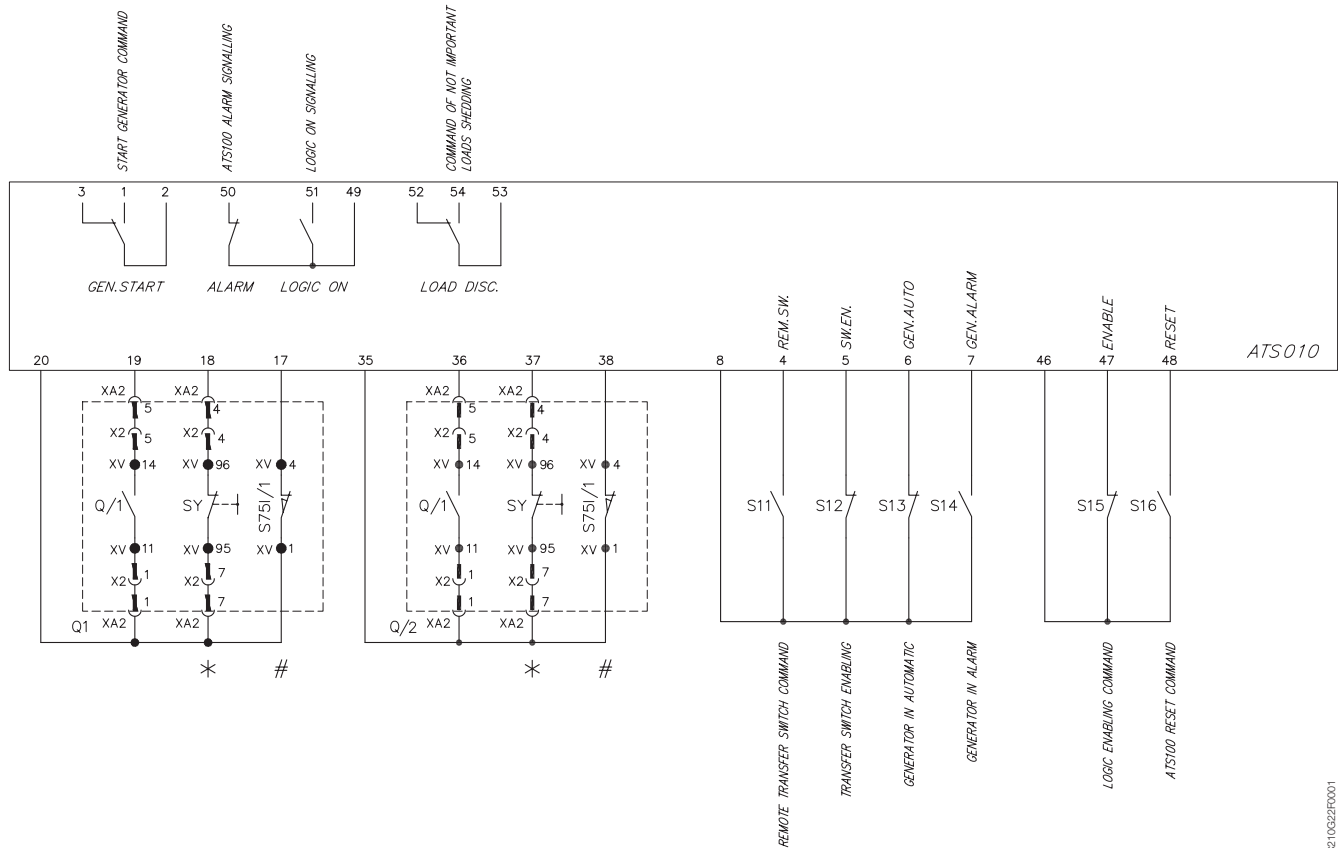 START GENERATOR COMMAND
ATS100 ALARM SIGNALLING
LOGIC ON SIGNALLING
COMMAND OF NOT IMPORTANT
LOADS SHEDDING
3 1 2 50 51 49 52 54 53
GEN.START ALARM LOGIC ON LOAD DISC.
REM.SW.
SW.EN.
GEN.AUTO
GEN.ALARM
ENABLE
RESET
ATS010
20 19 18 17 35 36 37 38 8 4 5 6 7 46 47 48
XA2 XA2 XA2 XA2
5 4 5 4
X2 5 X2 4 X2 5 X2 4
XV 14 XV 96 XV 4 XV 14 XV 96 XV 4
Q/1 SY S75I/1 Q/1 SY S75I/1 S11 S12 S13 S14 S15 S16
XV 11 XV 95 XV 1 XV 11 XV 95 XV 1
X2 1 X2 7 X2 1 X2 7
1 7 1 7
Q1 XA2 XA2 Q/2 XA2 XA2
* # * #
REMOTE TRANSFER SWITCH COMMAND
TRANSFER SWITCH ENABLING
GENERATOR IN AUTOMATIC
GENERATOR IN ALARM
LOGIC ENABLING COMMAND
ATS100 RESET COMMAND